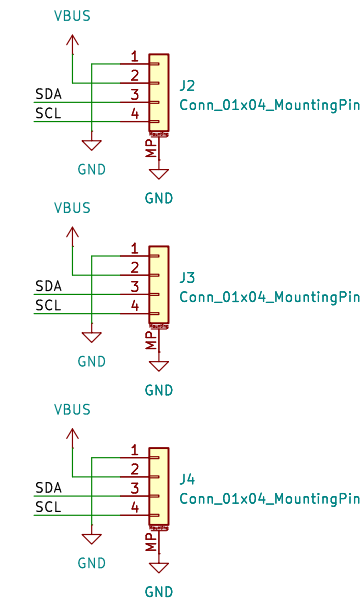 VBUS
1
2
SDA 3
SCL 4
J2
Conn_01x04_MountingPin
MP
GND
GND
VBUS
1
2
SDA 3
SCL 4
J3
Conn_01x04_MountingPin
MP
GND
GND
VBUS
1
2
SDA 3
SCL 4
J4
Conn_01x04_MountingPin
MP
GND
GND